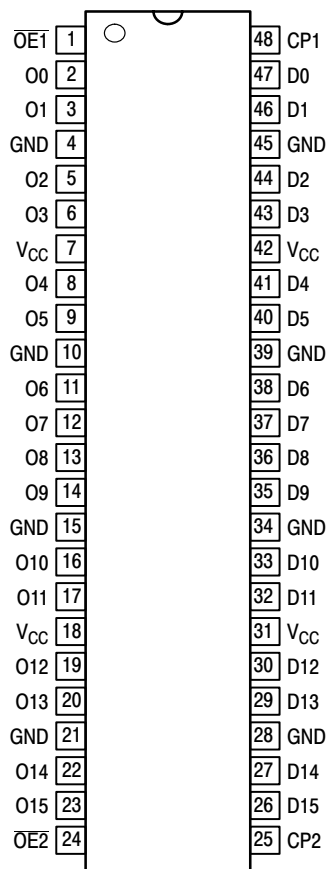 O̅E̅1̅ 1 48 CP1
O0 2 47 D0
O1 3 46 D1
GND 4 45 GND
O2 5 44 D2
O3 6 43 D3
VCC 7 42 VCC
O4 8 41 D4
O5 9 40 D5
GND 10 39 GND
O6 11 38 D6
O7 12 37 D7
O8 13 36 D8
O9 14 35 D9
GND 15 34 GND
O10 16 33 D10
O11 17 32 D11
VCC 18 31 VCC
O12 19 30 D12
O13 20 29 D13
GND 21 28 GND
O14 22 27 D14
O15 23 26 D15
O̅E̅2̅ 24 25 CP2